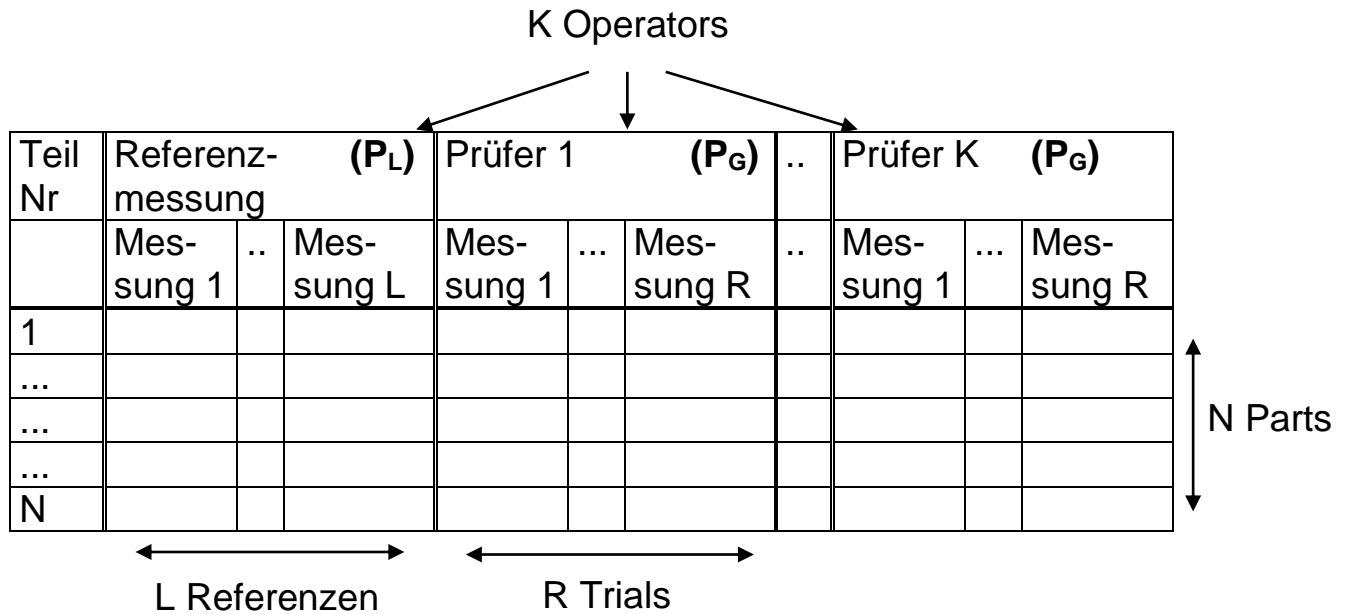 K Operators
Teil Nr
Referenz- (PL)
messung
Prüfer 1 (PG)
..
Prüfer K (PG)
Mes-
sung 1
..
Mes-
sung L
Mes-
sung 1
...
Mes-
sung R
..
Mes-
sung 1
...
Mes-
sung R
1
...
...
...
N
N Parts
L Referenzen
R Trials